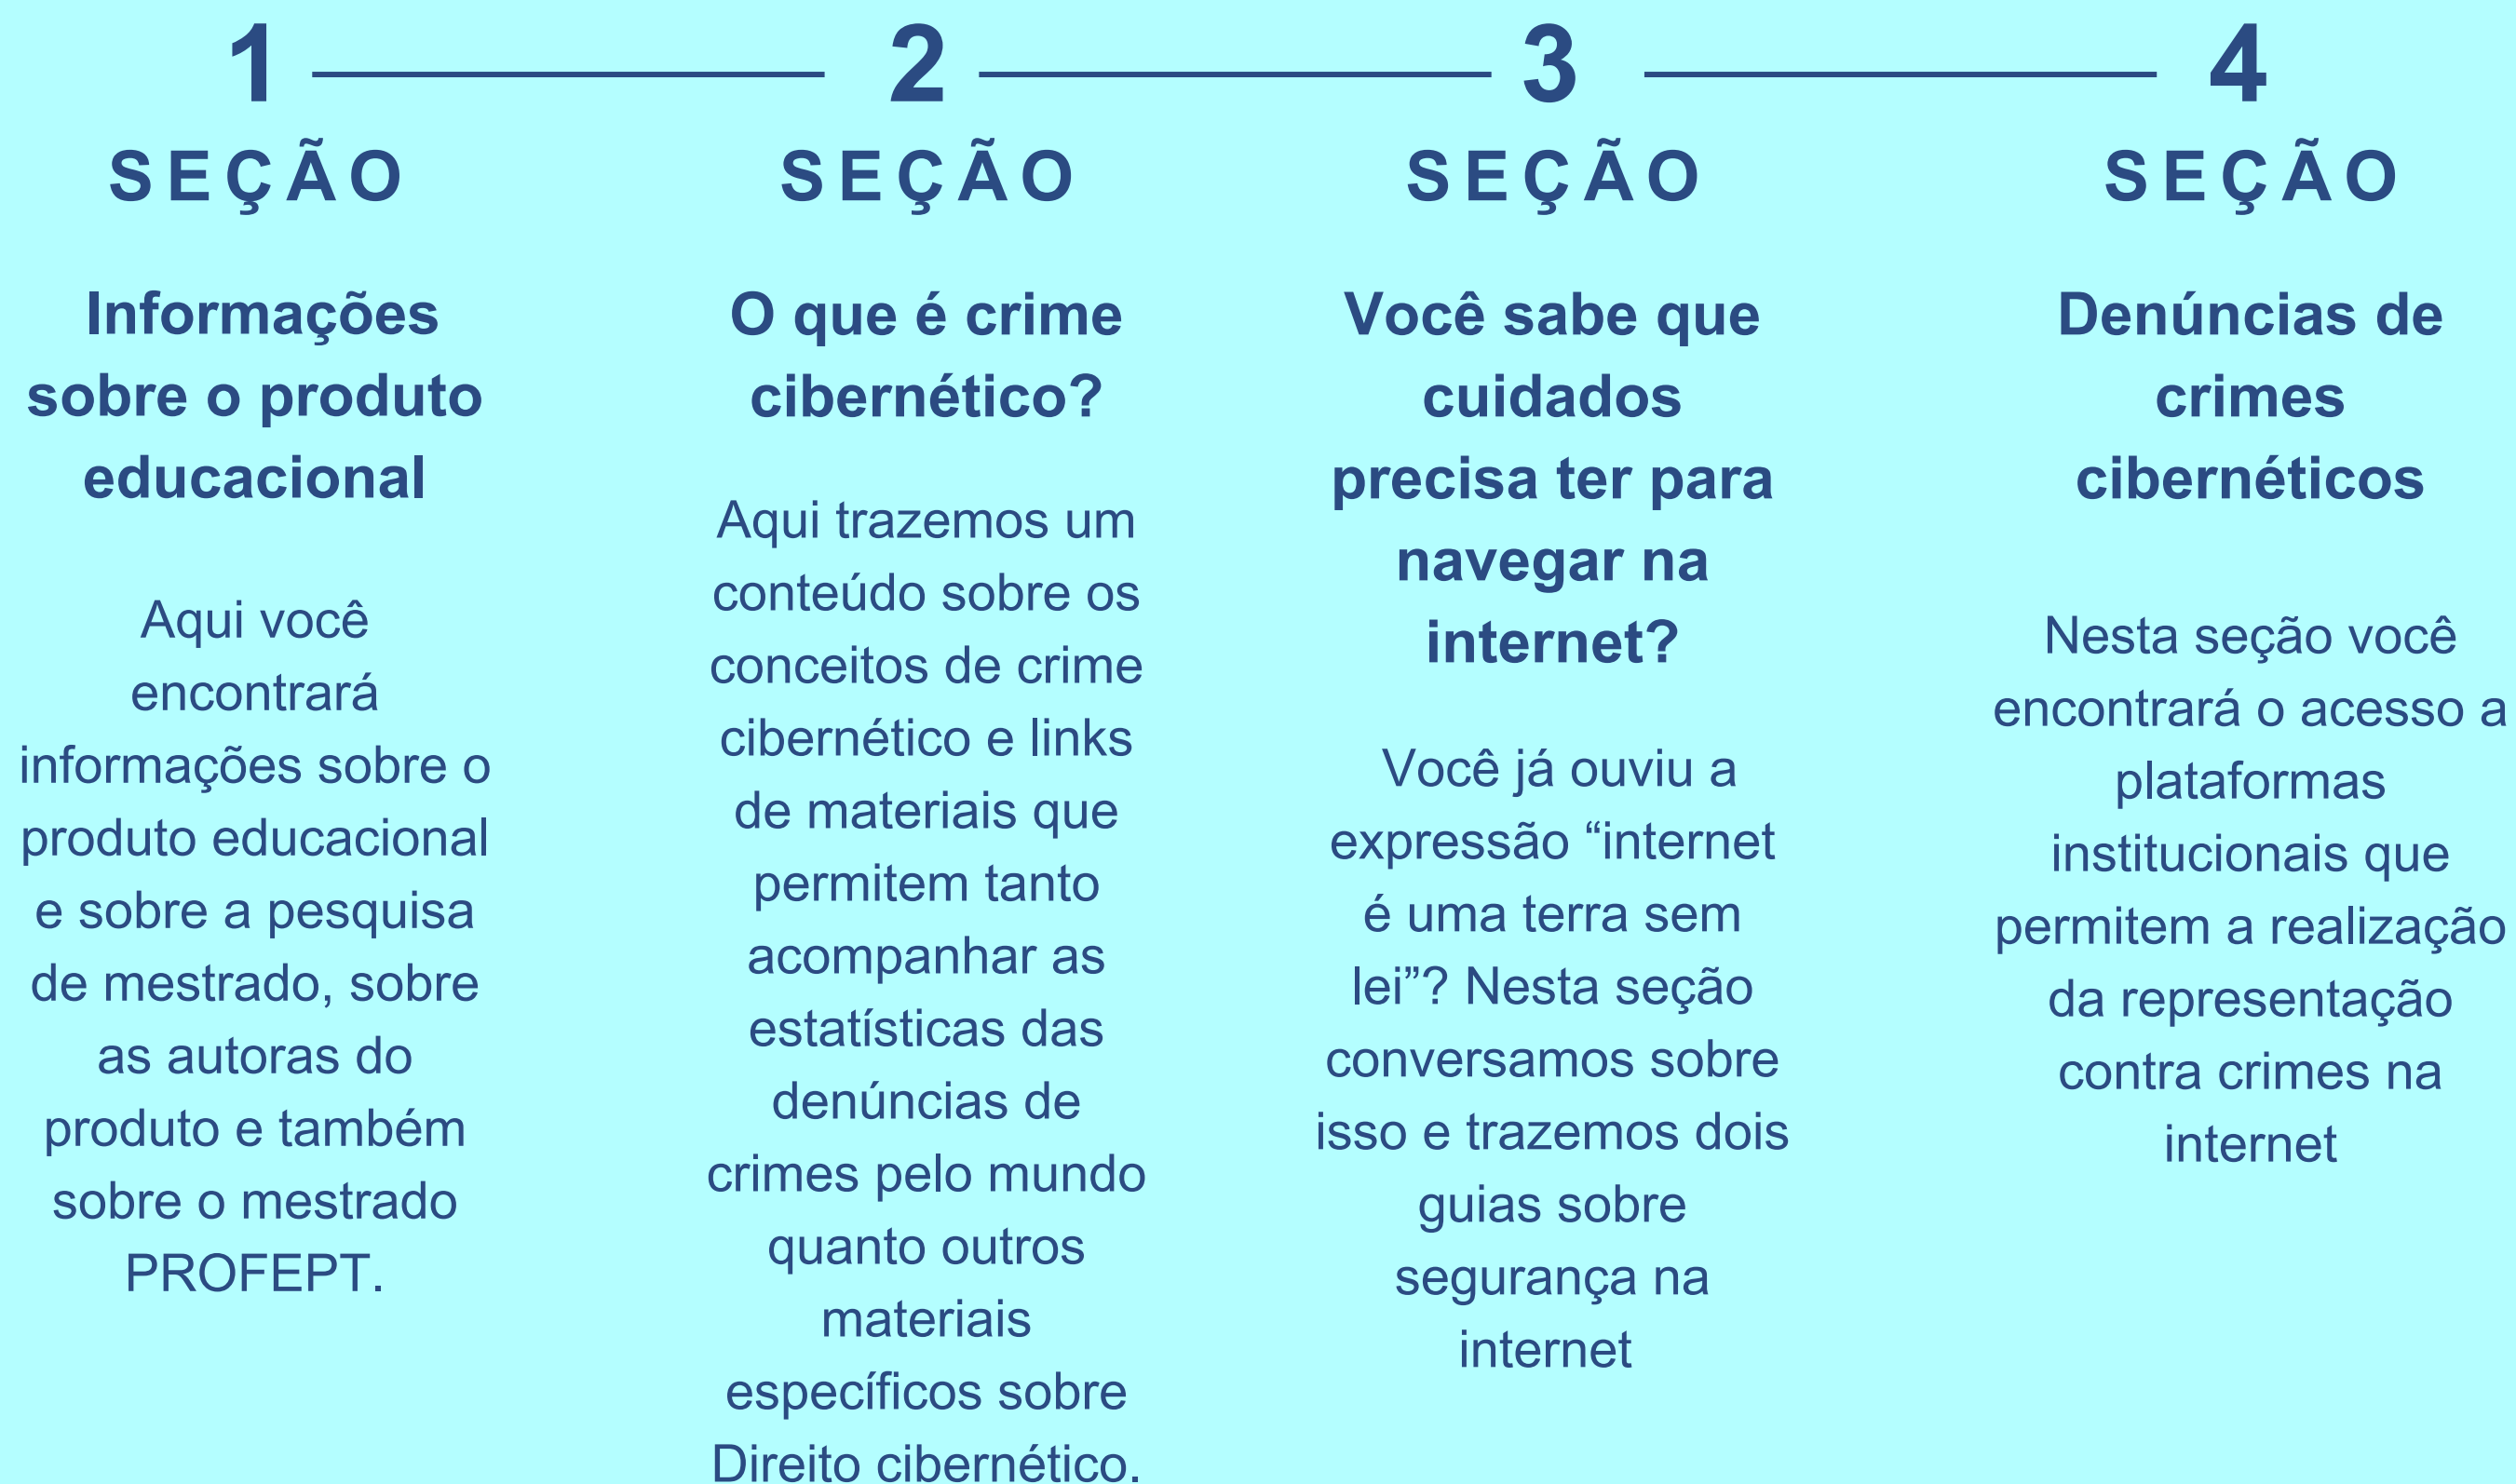 1
SEÇÃO
Informações
sobre o produto
educacional
Aqui você
encontrará
informações sobre o
produto educacional
e sobre a pesquisa
de mestrado, sobre
as autoras do
produto e também
sobre o mestrado
PROFEPT.
2
SEÇÃO
O que é crime
cibernético?
Aqui trazemos um
conteúdo sobre os
conceitos de crime
cibernético e links
de materiais que
permitem tanto
acompanhar as
estatísticas das
denúncias de
crimes pelo mundo
quanto outros
materiais
específicos sobre
Direito cibernético.
3
SEÇÃO
Você sabe que
cuidados
precisa ter para
navegar na
internet?
Você já ouviu a
expressão “internet
é uma terra sem
lei”? Nesta seção
conversamos sobre
isso e trazemos dois
guias sobre
segurança na
internet
4
SEÇÃO
Denúncias de
crimes
cibernéticos
Nesta seção você
encontrará o acesso a
plataformas
institucionais que
permitem a realização
da representação
contra crimes na
internet